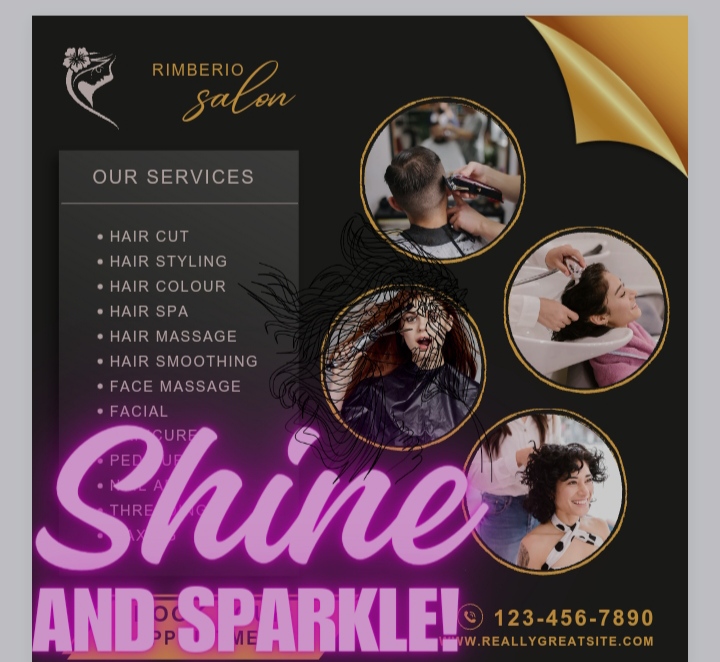 RIMBERIO
salon
OUR SERVICES
• HAIR CUT
• HAIR STYLING
• HAIR COLOUR
• HAIR SPA
• HAIR MASSAGE
• HAIR SMOOTHING
• FACE MASSAGE
• FACIAL
Shine
AND SPARKLE!
123-456-7890
WWW.REALLYGREATSITE.COM